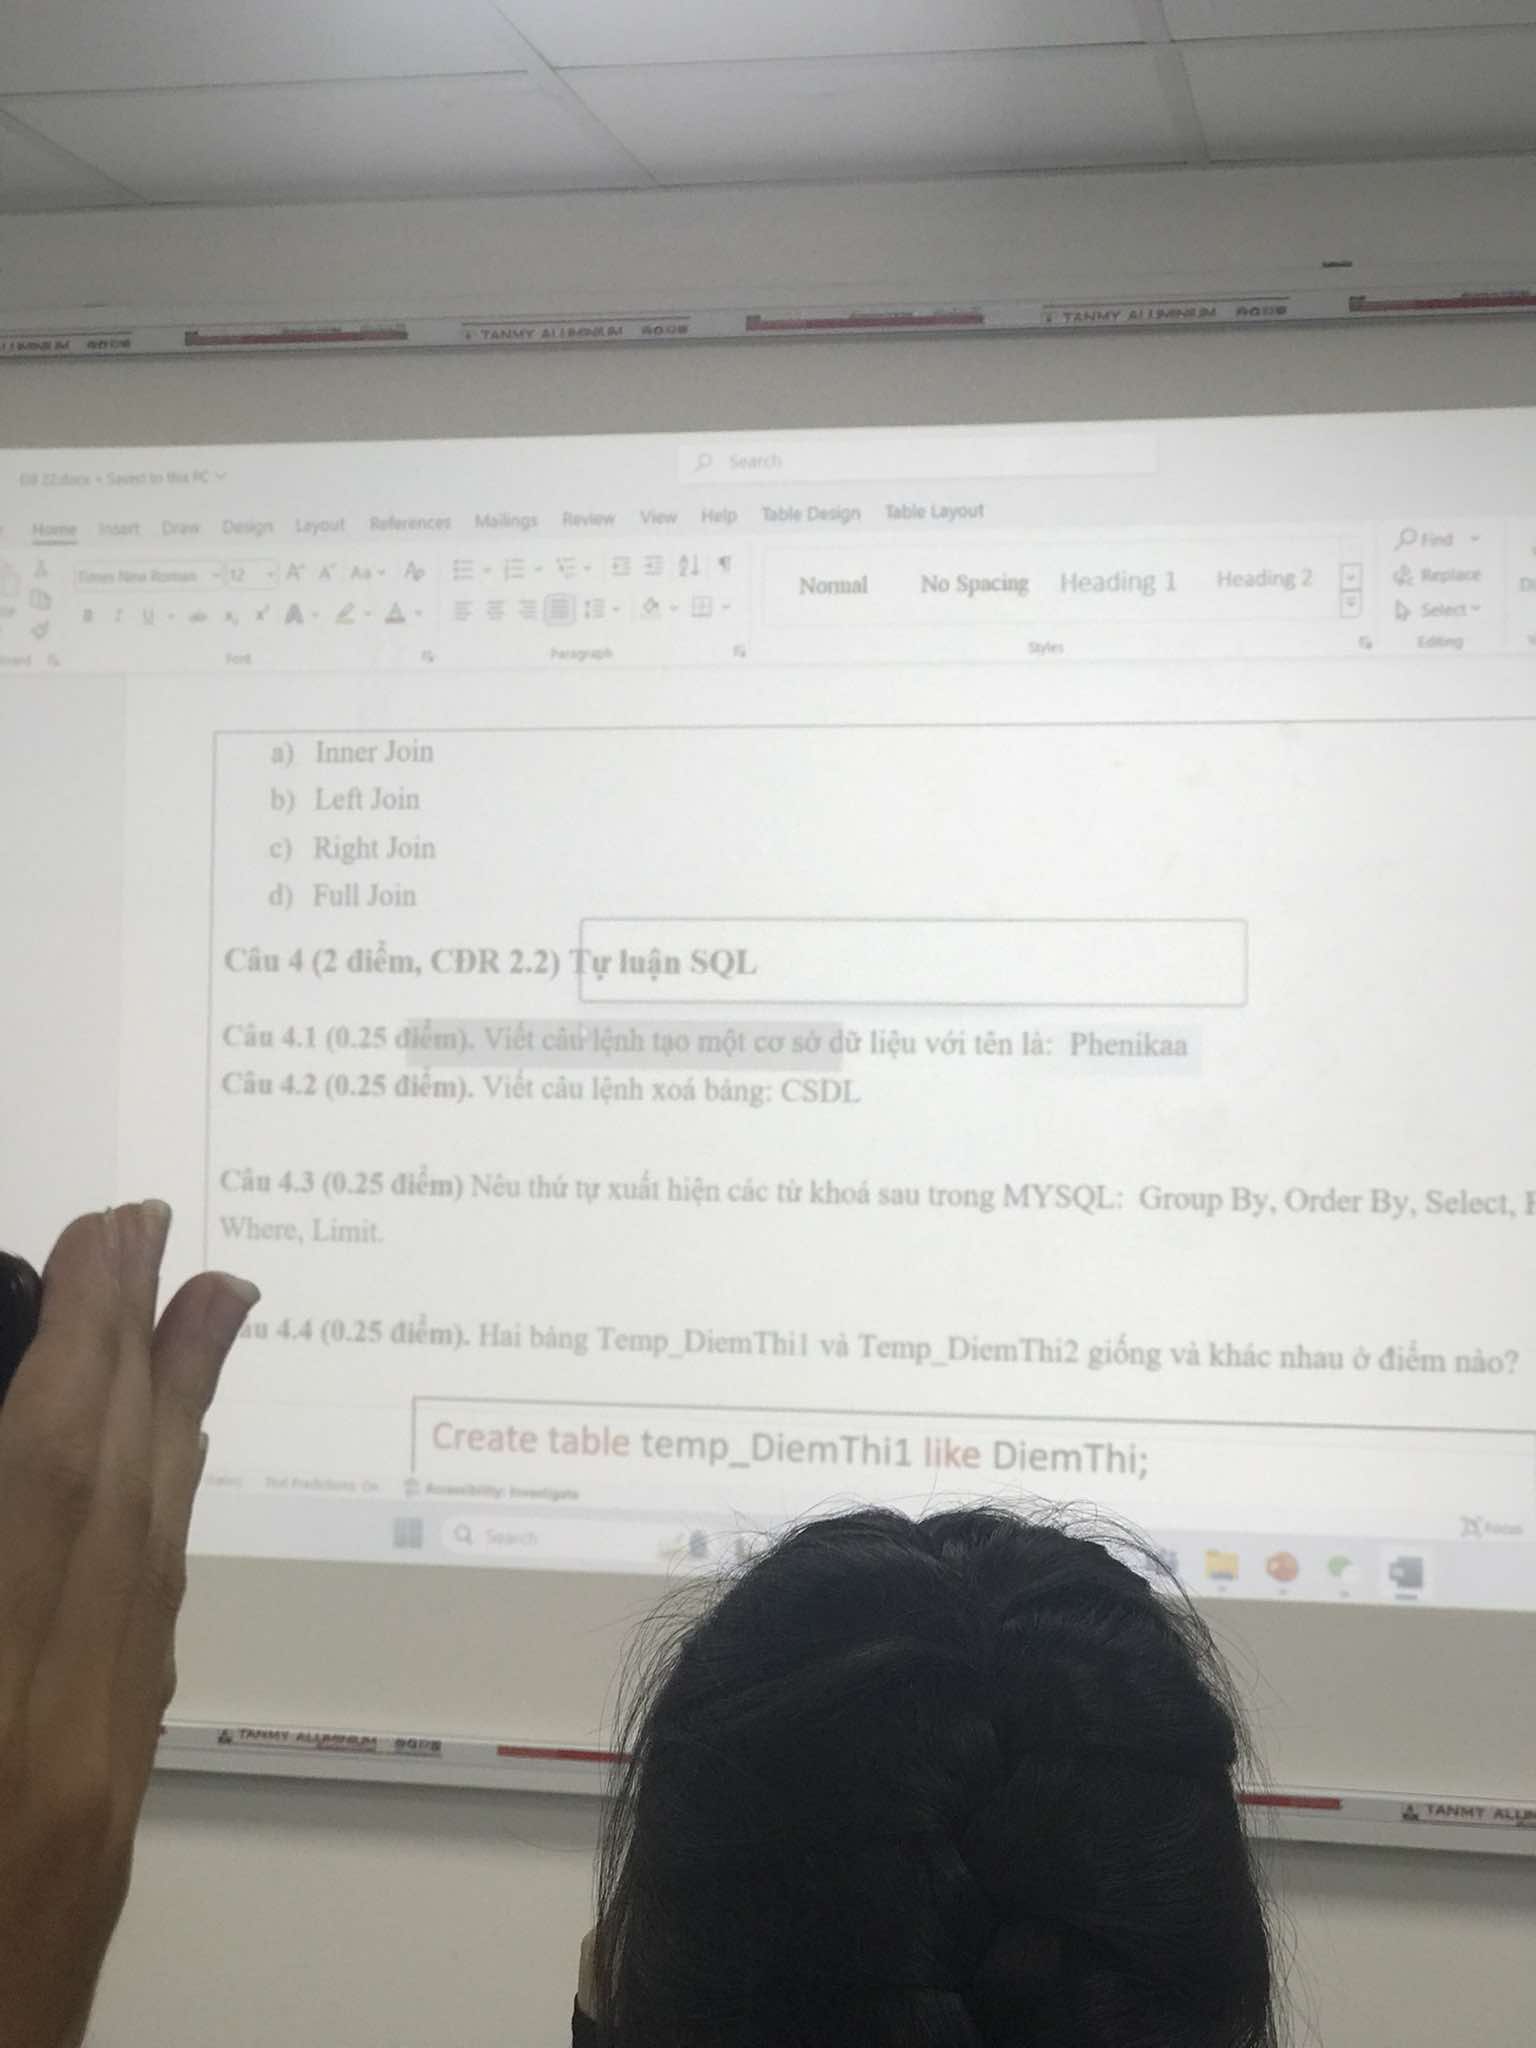 TANMY ALUMINIUM
TANMY ALUMINIUM
Saved to this PC
Search
Home Insert Draw Design Layout References Mailings Review View Help Table Design Table Layout
Times New Roman 12
Normal No Spacing Heading 1 Heading 2
Find
Replace
Select
Font Paragraph Styles Editing
a) Inner Join
b) Left Join
c) Right Join
d) Full Join
Câu 4 (2 điểm, CĐR 2.2) Tự luận SQL
Câu 4.1 (0.25 điểm). Viết câu lệnh tạo một cơ sở dữ liệu với tên là: Phenikaa
Câu 4.2 (0.25 điểm). Viết câu lệnh xoá bảng: CSDL
Câu 4.3 (0.25 điểm) Nêu thứ tự xuất hiện các từ khoá sau trong MYSQL: Group By, Order By, Select,
Where, Limit.
4.4 (0.25 điểm). Hai bảng Temp_DiemThi1 và Temp_DiemThi2 giống và khác nhau ở điểm nào?
Create table temp_DiemThi1 like DiemThi;
Text Predictions: On Accessibility: Investigate
Focus
Search
TANMY ALUMINIUM
TANMY